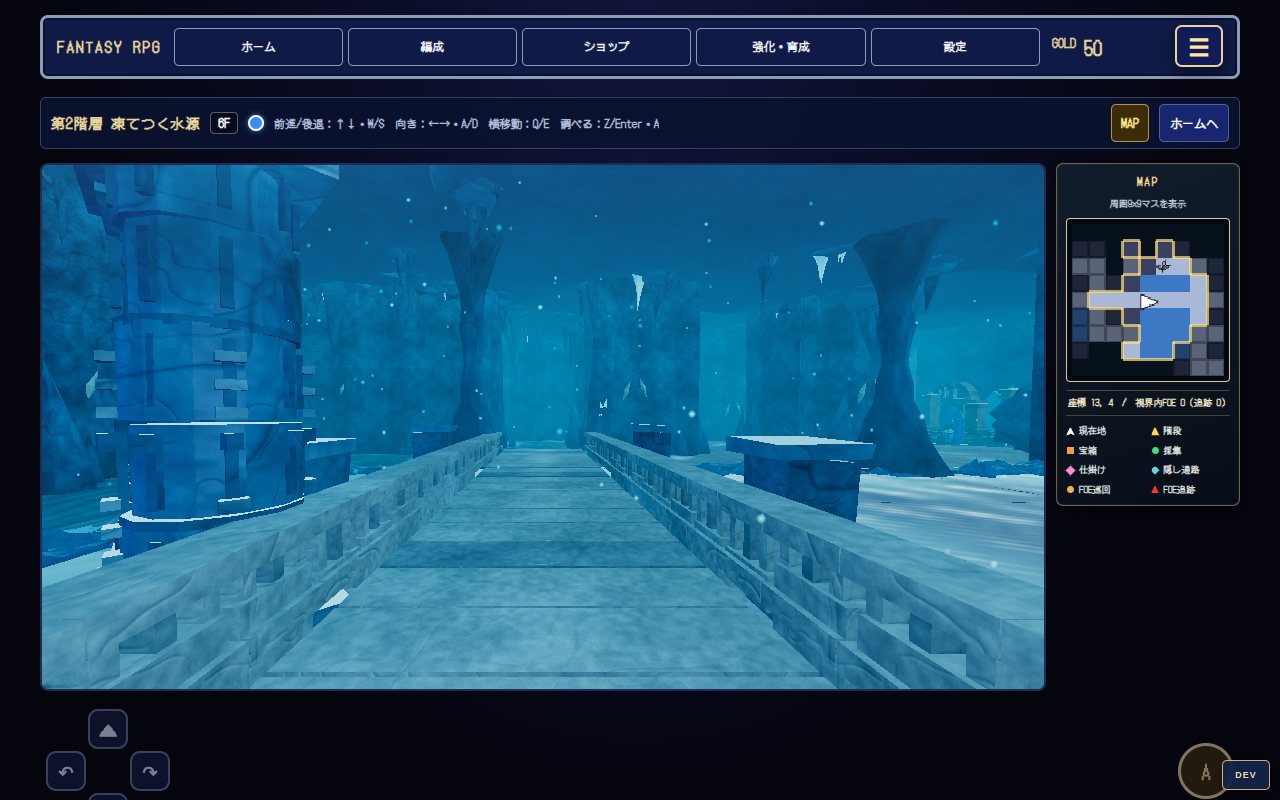 FANTASY RPG
ホーム
編成
ショップ
強化・育成
設定
GOLD 50
第2階層 凍てつく水源 6F 前進/後退:↑↓・W/S 向き:←→・A/D 横移動:Q/E 調べる:Z/Enter・A
MAP
ホームへ
MAP
周囲9x9マスを表示
座標 13, 4 / 視界内FOE 0 (追跡 0)
現在地
階段
宝箱
採集
仕掛け
隠し通路
FOE巡回
FOE追跡
A
DEV